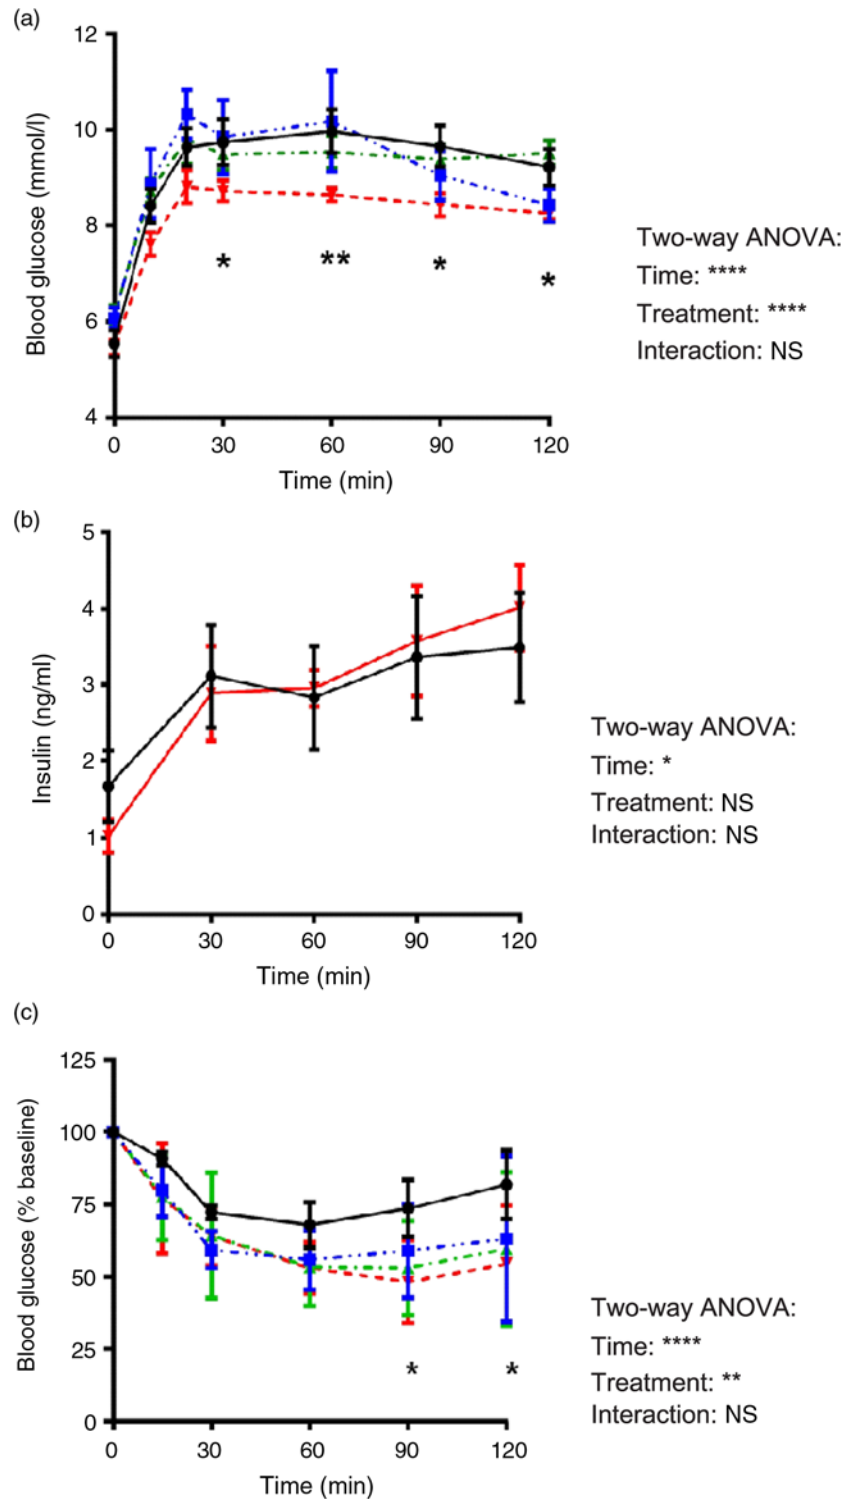 (a)
12
10
8
6
4
Blood glucose (mmol/l)
0
30
60
90
120
Time (min)
*
**
*
*
Two-way ANOVA:
Time: ****
Treatment: ****
Interaction: NS
(b)
5
4
3
2
1
0
Insulin (ng/ml)
0
30
60
90
120
Time (min)
Two-way ANOVA:
Time: *
Treatment: NS
Interaction: NS
(c)
125
100
75
50
25
0
Blood glucose (% baseline)
0
30
60
90
120
Time (min)
*
*
Two-way ANOVA:
Time: ****
Treatment: **
Interaction: NS